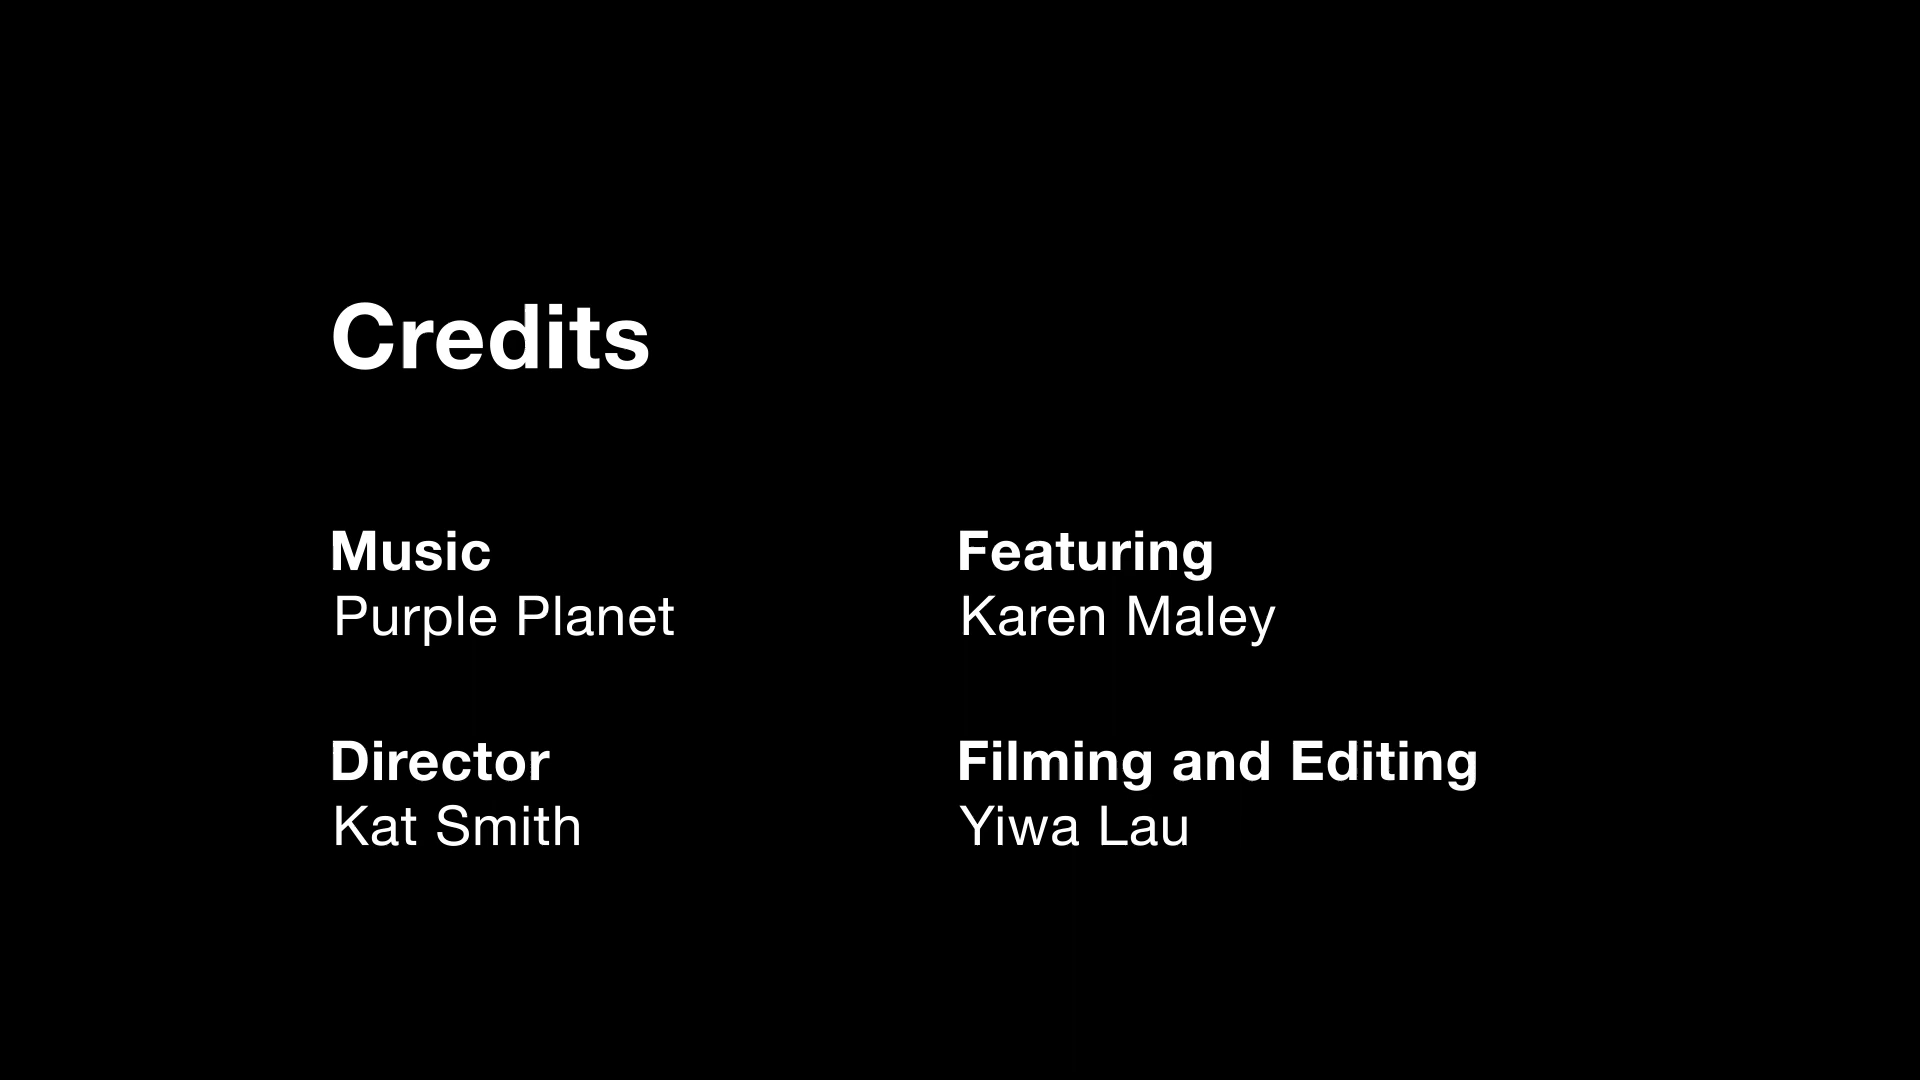 Credits
Music
Purple Planet
Featuring
Karen Maley
Director
Kat Smith
Filming and Editing
Yiwa Lau